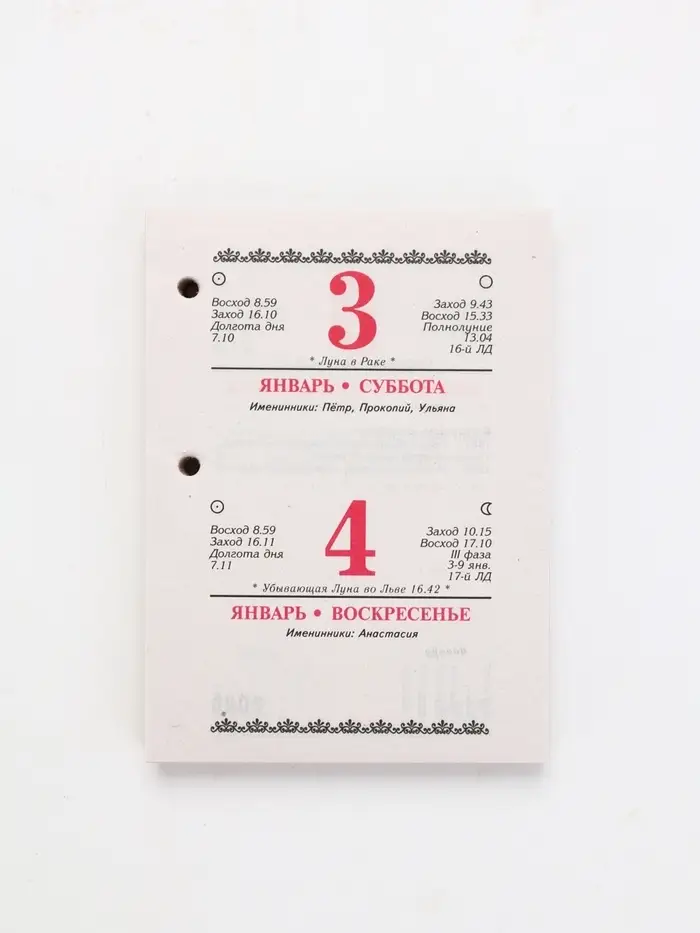 Восход 8.59
Заход 16.10
Долгота дня
7.10
3
Заход 9.43
Восход 15.33
Полнолуние
13.04
16-й ЛД
* Луна в Раке *
ЯНВАРЬ • СУББОТА
Именинники: Пётр, Прокопий, Ульяна
Восход 8.59
Заход 16.11
Долгота дня
7.11
4
Заход 10.15
Восход 17.10
III фаза
3-9 янв.
17-й ЛД
* Убывающая Луна во Льве 16.42 *
ЯНВАРЬ • ВОСКРЕСЕНЬЕ
Именинники: Анастасия